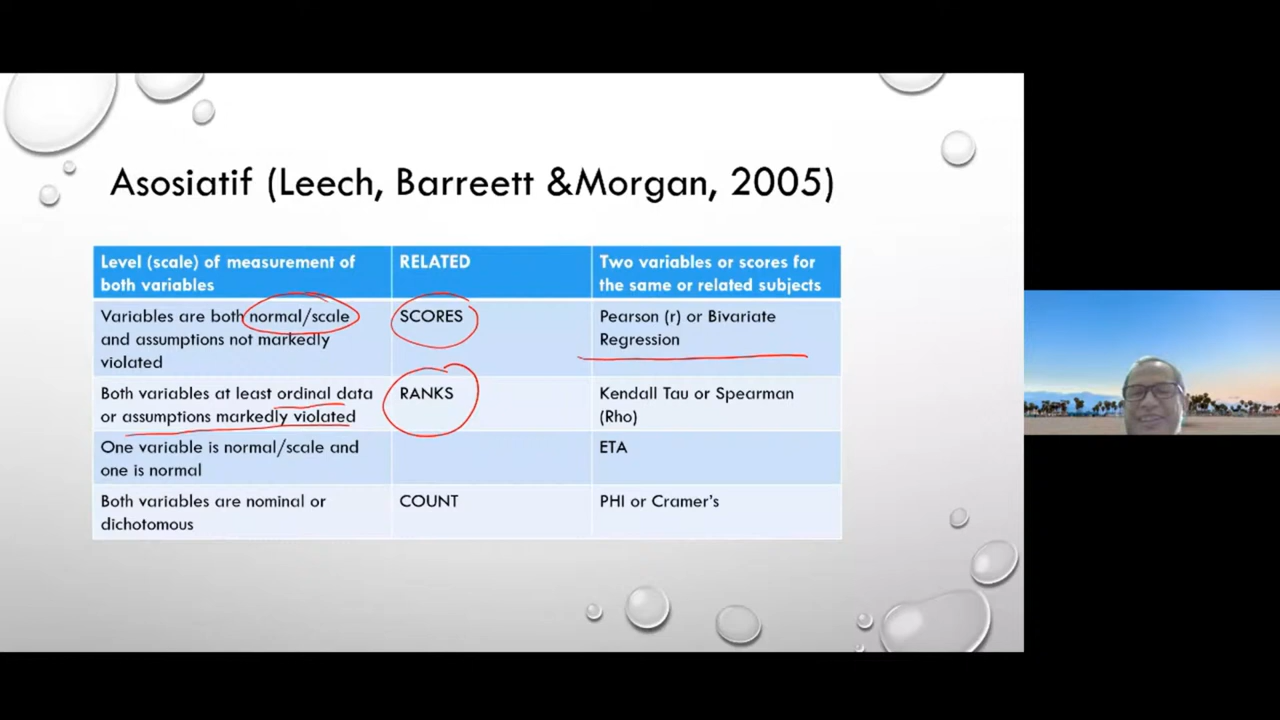 Asosiatif (Leech, Barreett &Morgan, 2005)
Level (scale) of measurement of
both variables
RELATED
Two variables or scores for
the same or related subjects
Variables are both normal/scale
and assumptions not markedly
violated
SCORES
Pearson (r) or Bivariate
Regression
Both variables at least ordinal data
or assumptions markedly violated
RANKS
Kendall Tau or Spearman
(Rho)
One variable is normal/scale and
one is normal
ETA
Both variables are nominal or
dichotomous
COUNT
PHI or Cramer's